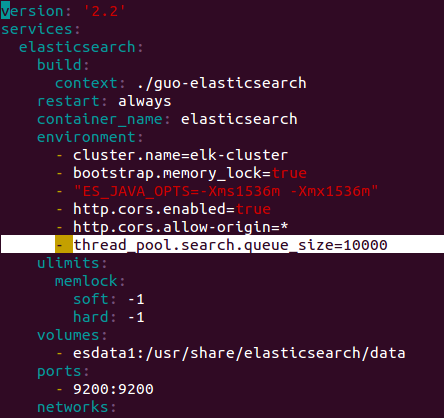 version: '2.2'
services:
  elasticsearch:
    build:
      context: ./guo-elasticsearch
    restart: always
    container_name: elasticsearch
    environment:
      - cluster.name=elk-cluster
      - bootstrap.memory_lock=true
      - "ES_JAVA_OPTS=-Xms1536m -Xmx1536m"
      - http.cors.enabled=true
      - http.cors.allow-origin=*
      - thread_pool.search.queue_size=10000
    ulimits:
      memlock:
        soft: -1
        hard: -1
    volumes:
      - esdata1:/usr/share/elasticsearch/data
    ports:
      - 9200:9200
    networks: